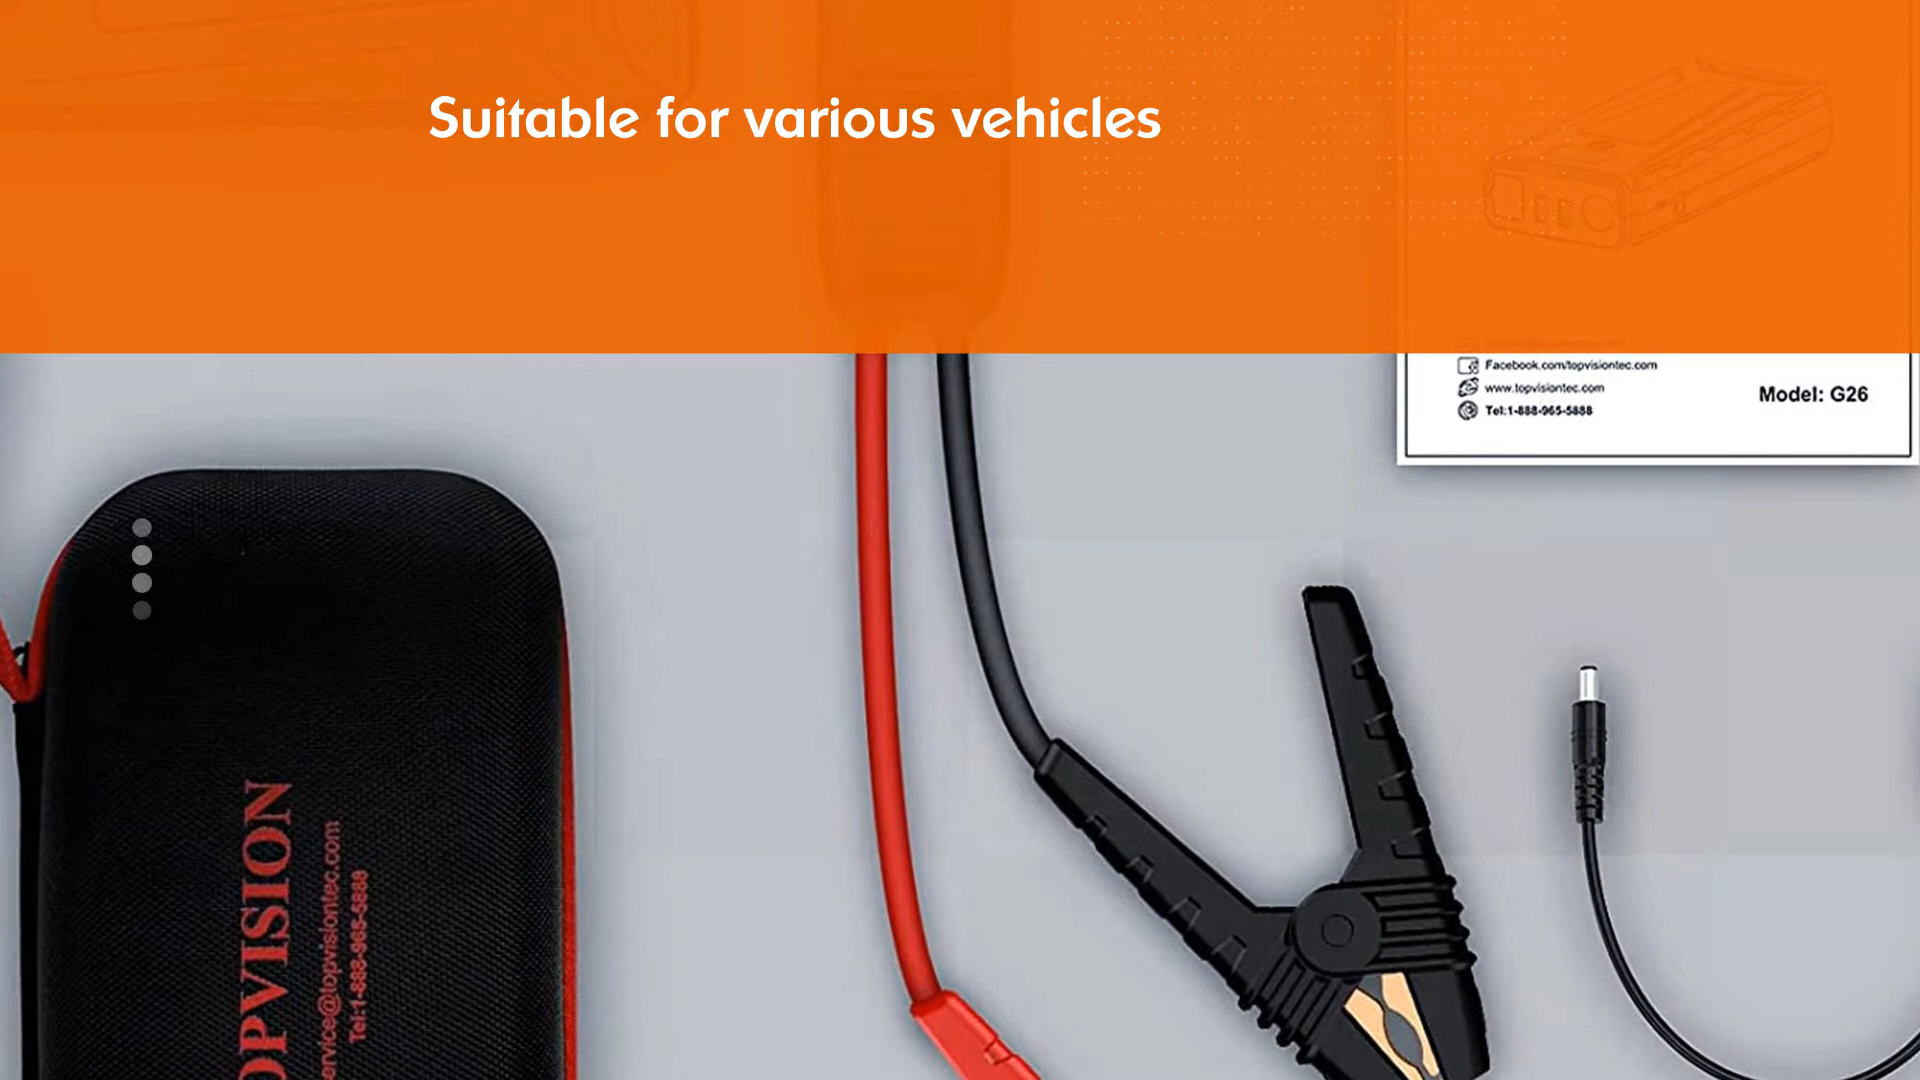 Suitable for various vehicles
Facebook.com/topvisiontec.com
www.topvisiontec.com
Tel:1-888-965-5888
Model: G26
OPVISION
ervice@topvisiontec.com
Tel:1-888-965-5888